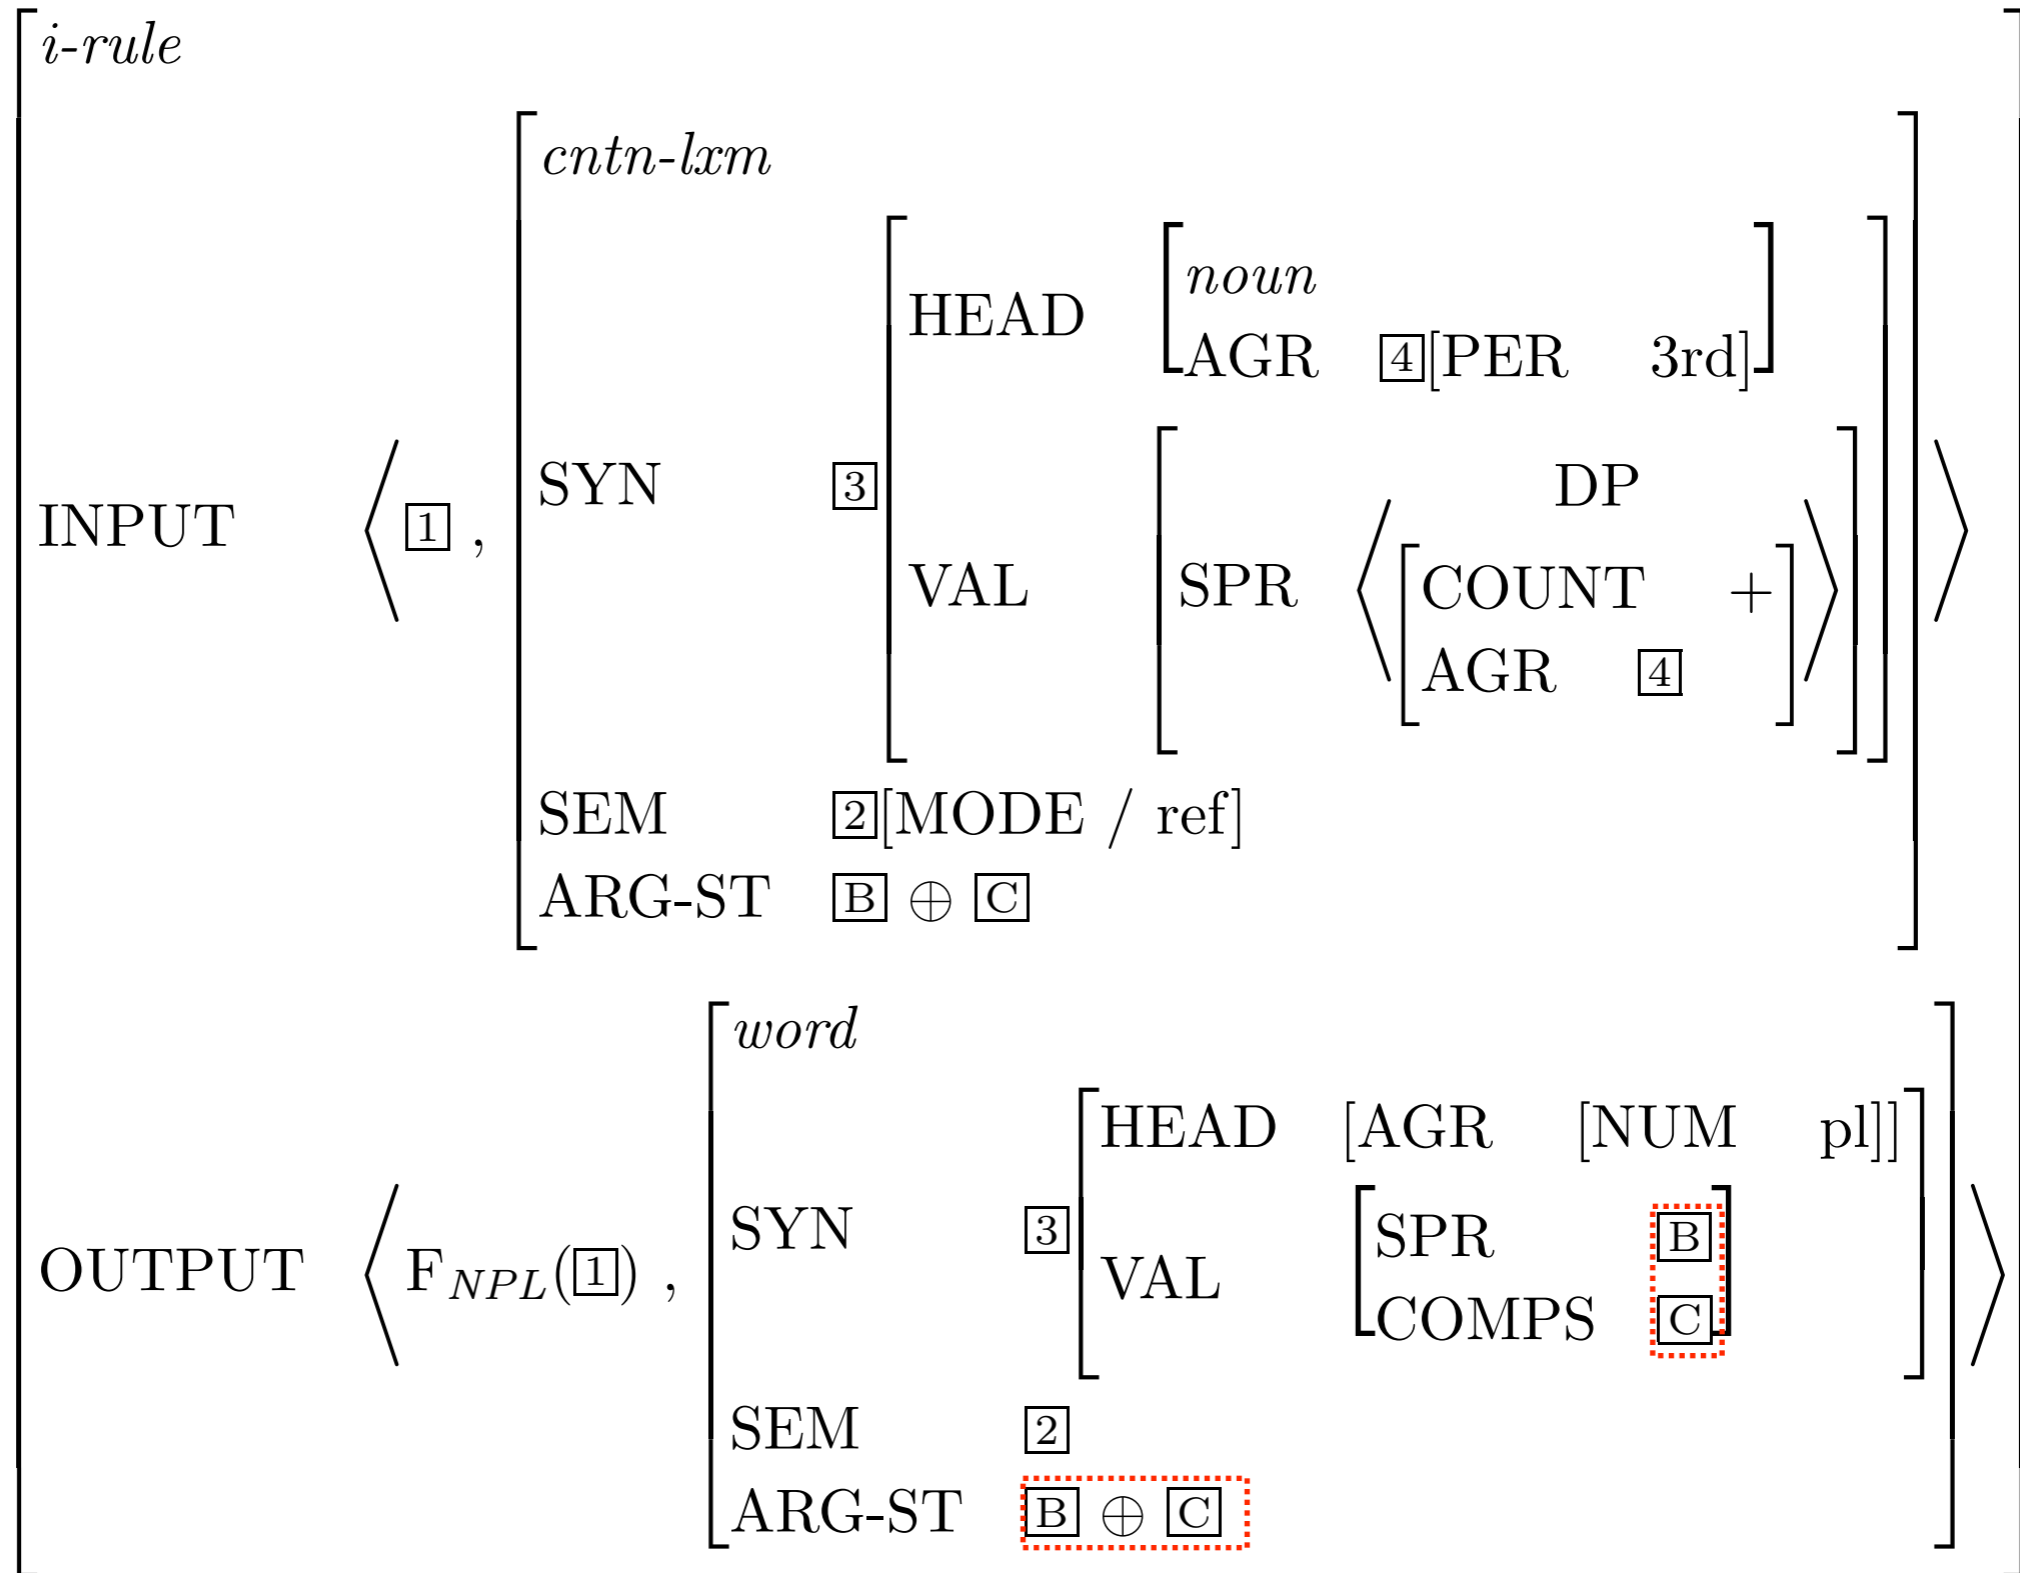 i-rule
cntn-lxm
noun
HEAD
AGR 4 [PER 3rd]
SYN 3
DP
INPUT 〈 1 ,
VAL SPR 〈 COUNT + 〉
AGR 4
SEM 2 [MODE / ref]
ARG-ST B ⊕ C
word
HEAD [AGR [NUM pl]]
SYN 3
SPR B
OUTPUT 〈 F_NPL(1) ,
VAL
COMPS C
SEM 2
ARG-ST B ⊕ C